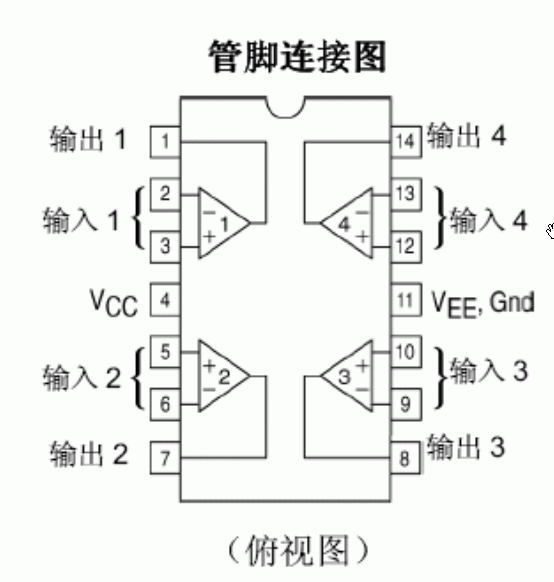 管脚连接图
输出 1 1 14 输出 4
2 13
输入 1 − 1 + 4 − + 输入 4
3 12
VCC 4 11 VEE, Gnd
5 10
输入 2 + 2 − 3 + − 输入 3
6 9
输出 2 7 8 输出 3
（俯视图）